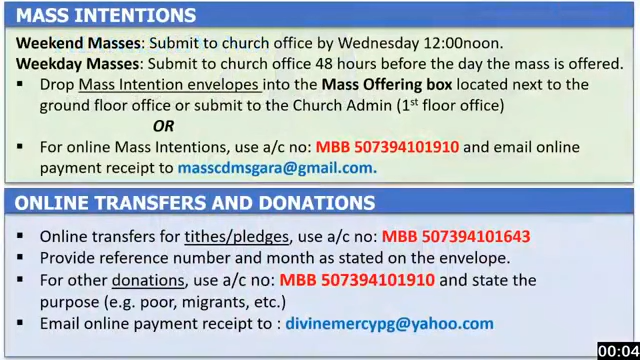 MASS INTENTIONS
Weekend Masses: Submit to church office by Wednesday 12:00noon.
Weekday Masses: Submit to church office 48 hours before the day the mass is offered.
▪ Drop Mass Intention envelopes into the Mass Offering box located next to the
ground floor office or submit to the Church Admin (1st floor office)
OR
▪ For online Mass Intentions, use a/c no: MBB 507394101910 and email online
payment receipt to masscdmsgara@gmail.com.
ONLINE TRANSFERS AND DONATIONS
▪ Online transfers for tithes/pledges, use a/c no: MBB 507394101643
▪ Provide reference number and month as stated on the envelope.
▪ For other donations, use a/c no: MBB 507394101910 and state the
purpose (e.g. poor, migrants, etc.)
▪ Email online payment receipt to : divinemercypg@yahoo.com
00:04